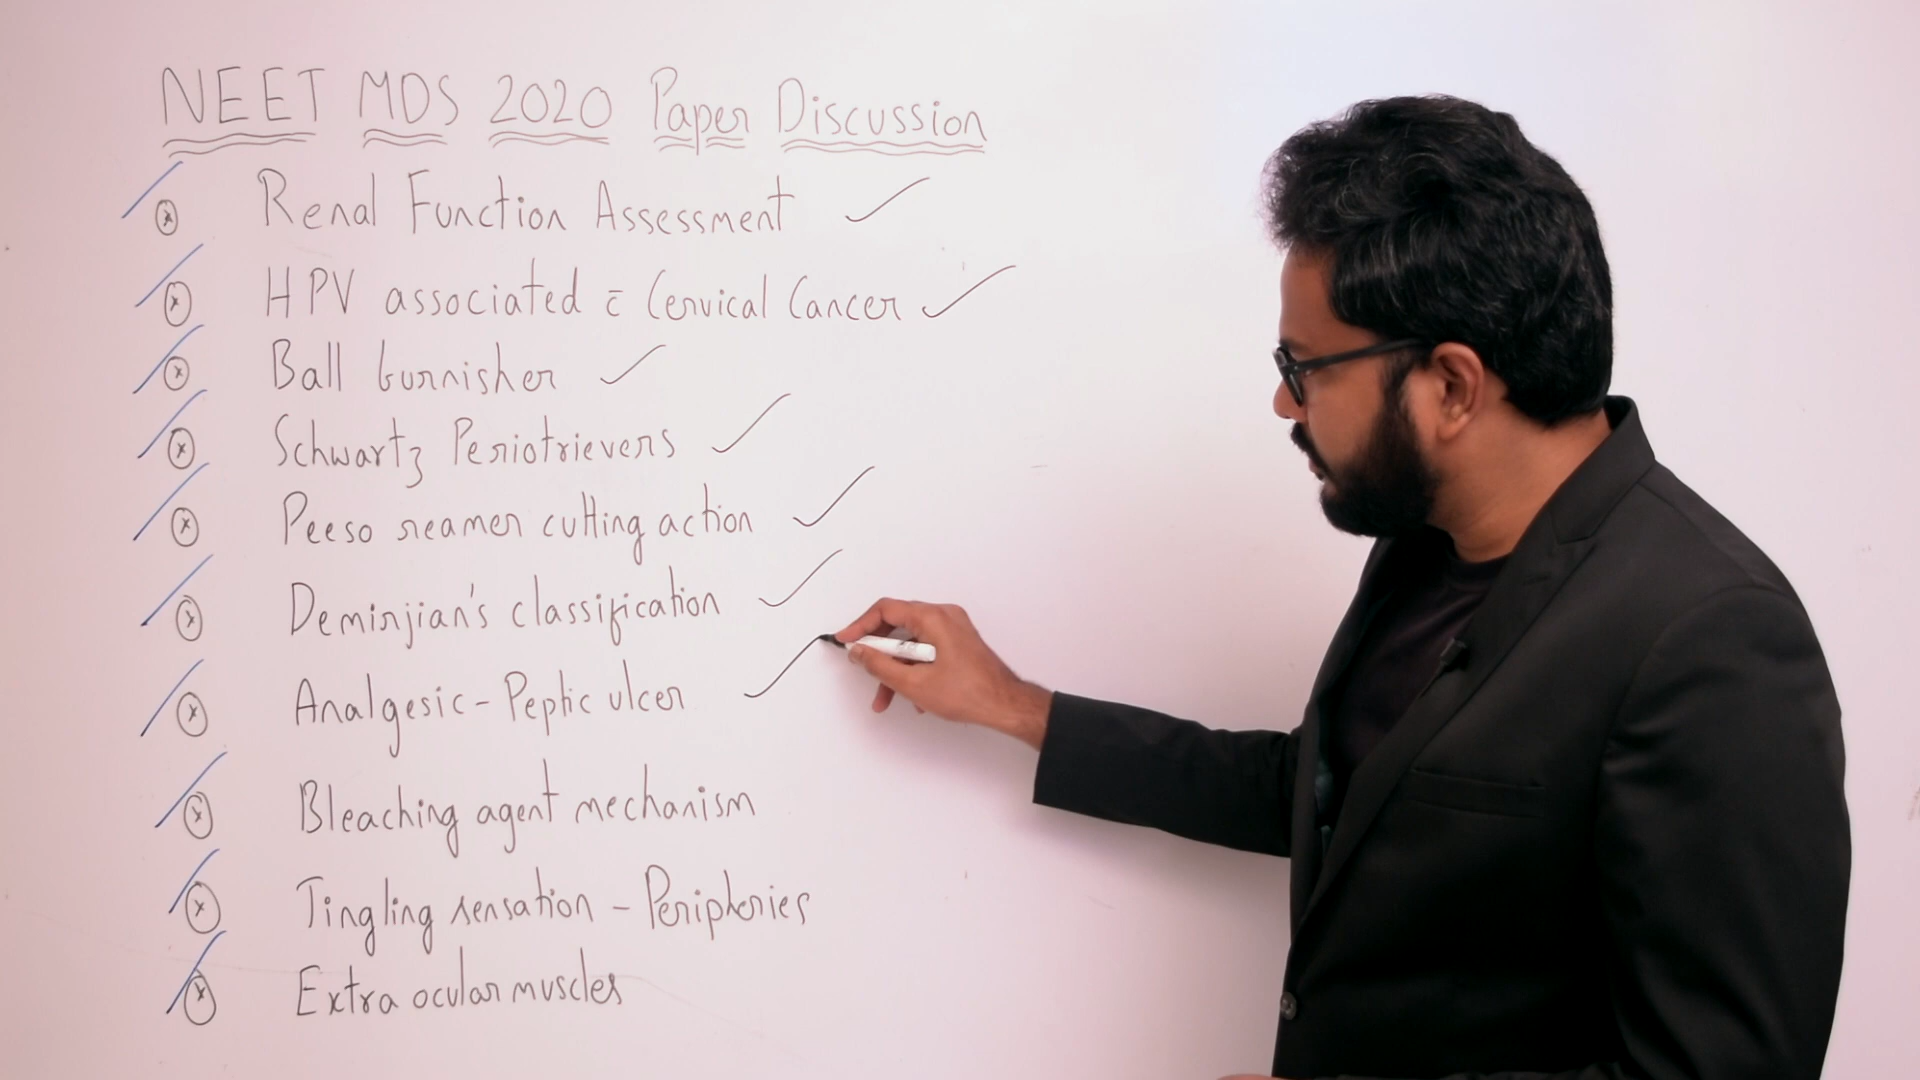 NEET MDS 2020 Paper Discussion
Renal Function Assessment
HPV associated c̄ Cervical Cancer
Ball burnisher
Schwartz Periotrievers
Peeso reamer cutting action
Demirjian's classification
Analgesic - Peptic ulcer
Bleaching agent mechanism
Tingling sensation - Peripheries
Extra ocular muscles